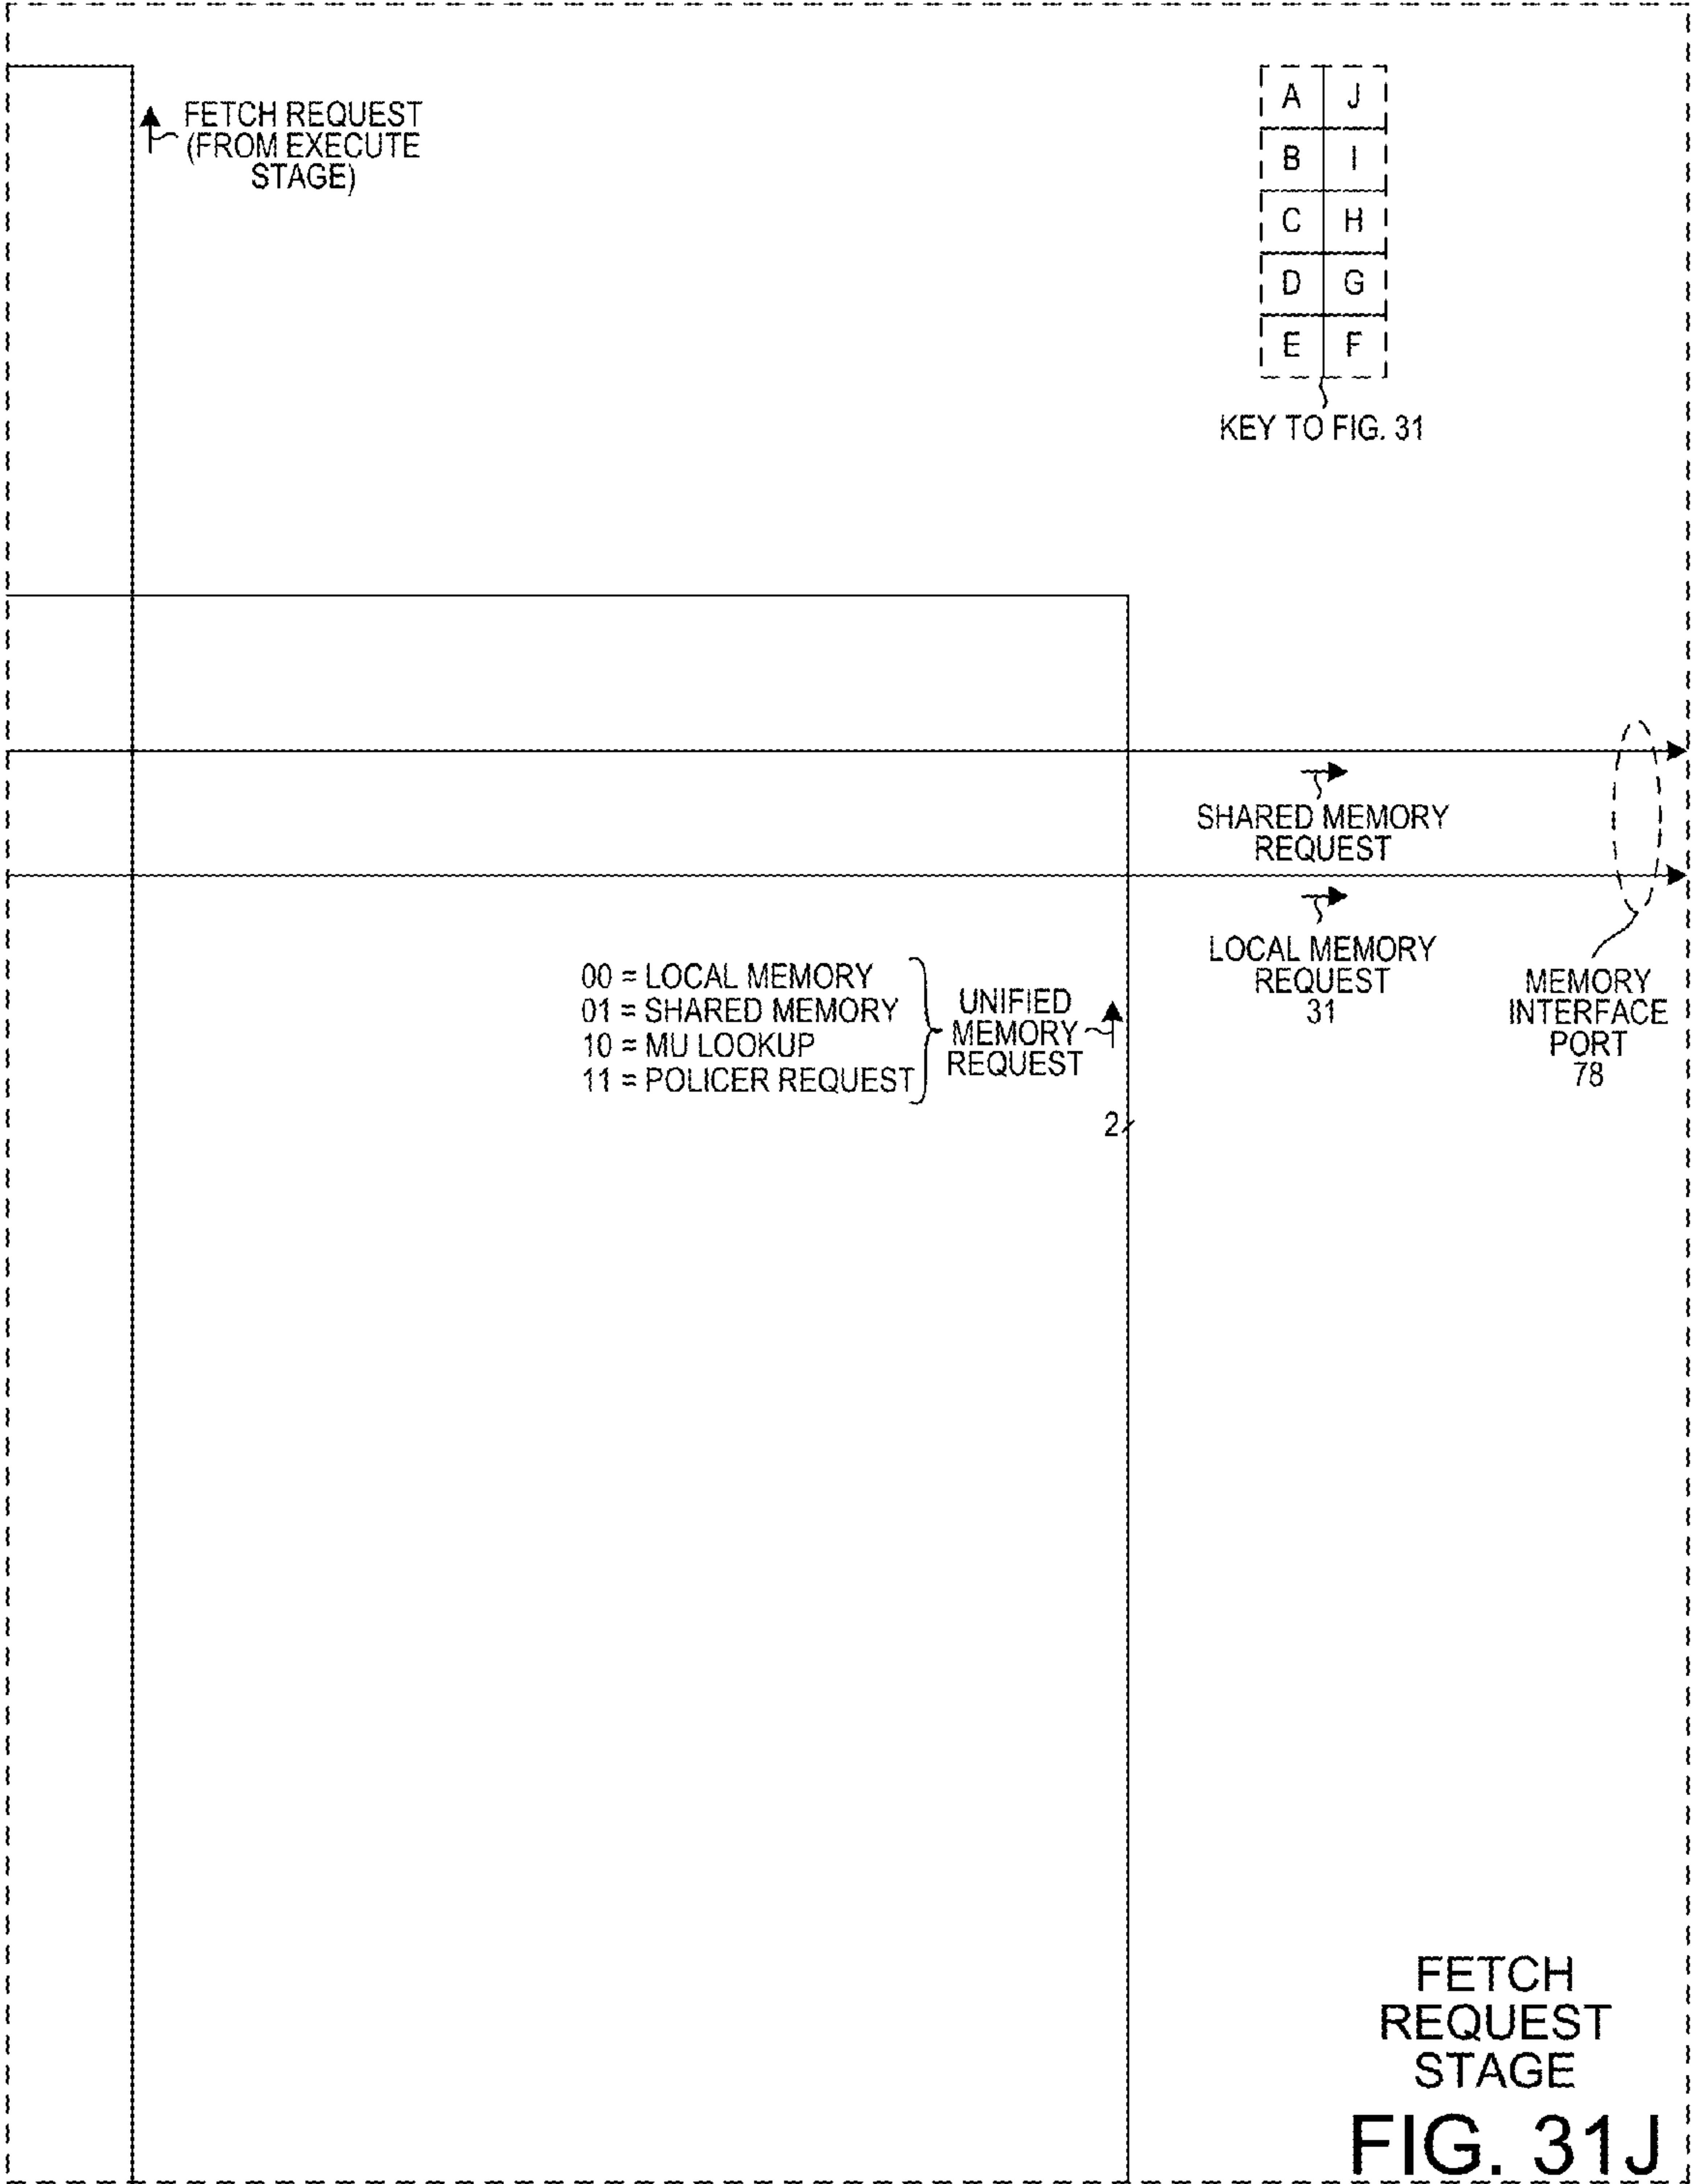 FETCH REQUEST
(FROM EXECUTE
STAGE)
A J
B I
C H
D G
E F
KEY TO FIG. 31
SHARED MEMORY
REQUEST
LOCAL MEMORY
REQUEST
31
MEMORY
INTERFACE
PORT
78
00 = LOCAL MEMORY
01 = SHARED MEMORY
10 = MU LOOKUP
11 = POLICER REQUEST
UNIFIED
MEMORY
REQUEST
2
FETCH
REQUEST
STAGE
FIG. 31J